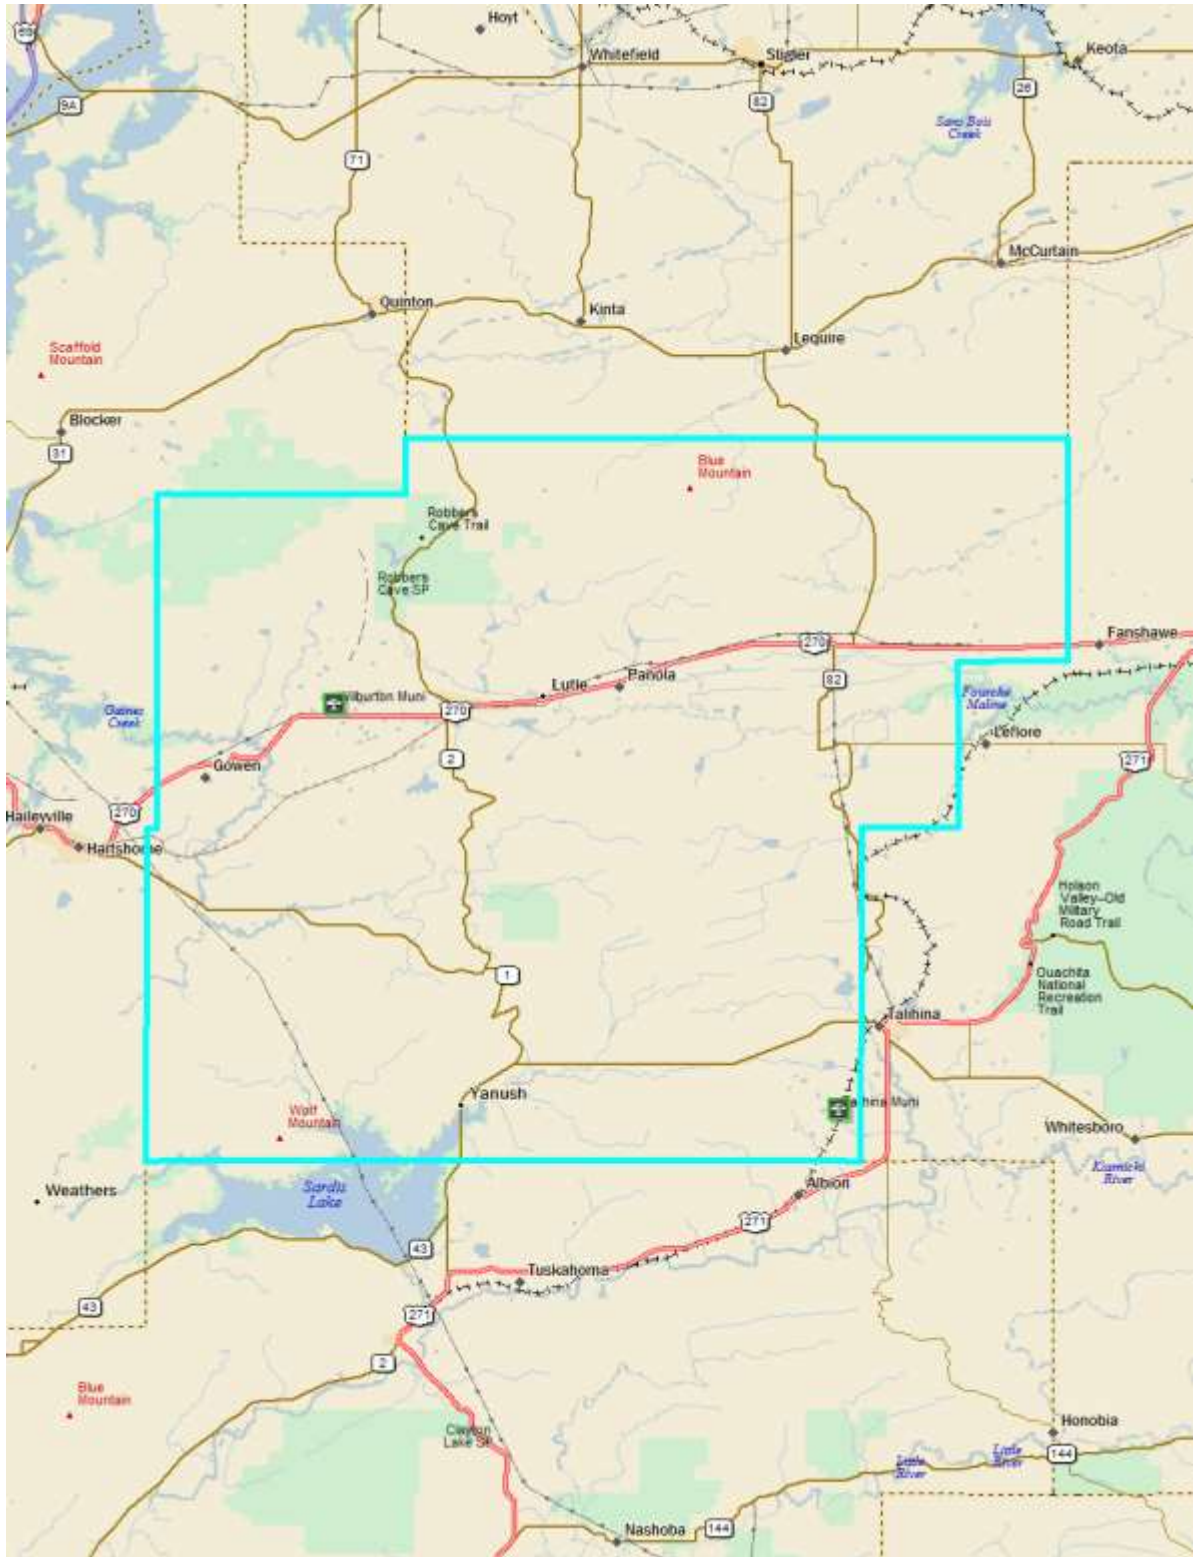 Hoyt
69
Whitefield
Stigler
Keota
9A
82
26
Sans Bois
Creek
71
McCurtain
Quinton
Kinta
Lequire
Scaffold
Mountain
Blocker
31
Blue
Mountain
Robbers
Cave Trail
Robbers
Cave SP
Fanshawe
270
Lutie
Panola
82
Fourche
Maline
Wilburton Muni
Gaines
Creek
270
Leflore
2
271
Gowen
270
Haileyville
Hartshorne
Holson
Valley-Old
Military
Road Trail
1
Ouachita
National
Recreation
Trail
Talihina
Yanush
Talihina Muni
Wolf
Mountain
Whitesboro
Kiamichi
River
Weathers
Sardis
Lake
Albion
271
43
Tuskahoma
43
271
2
Blue
Mountain
Clayton
Lake SP
Honobia
Little
River
144
Little
River
Nashoba
144